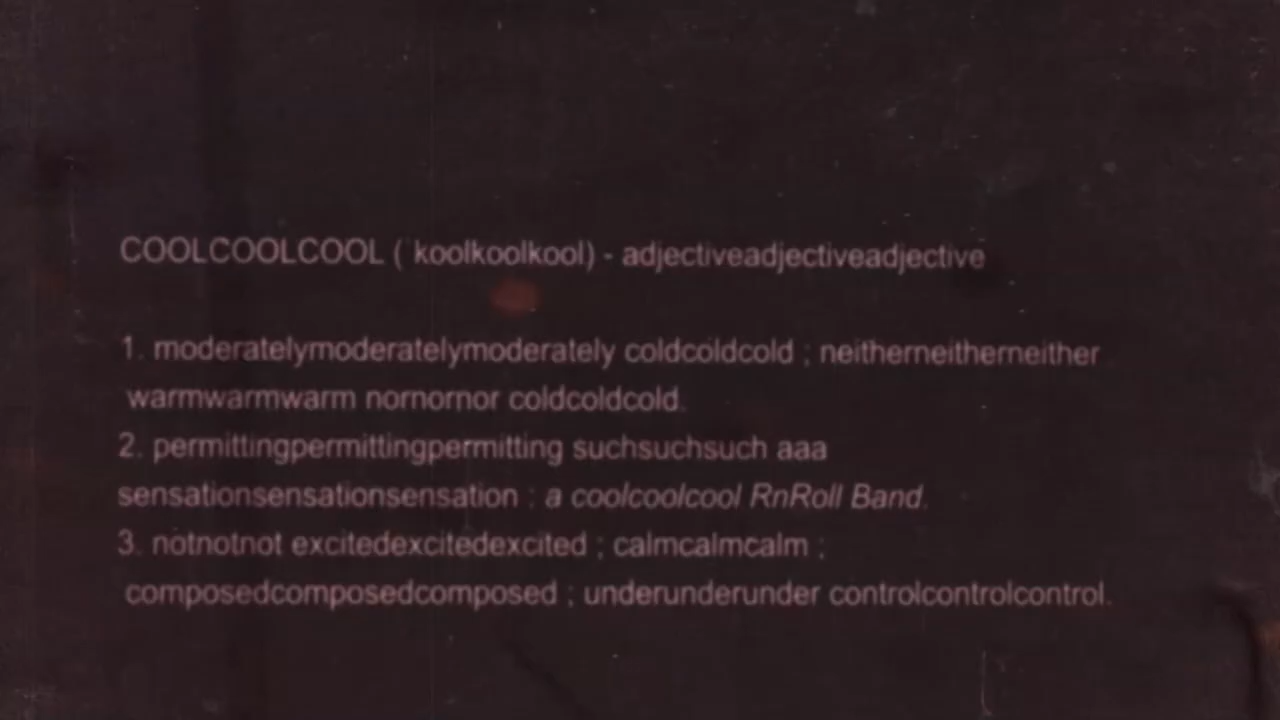 COOLCOOLCOOL ( koolkoolkool) - adjectiveadjectiveadjective
1. moderatelymoderatelymoderately coldcoldcold ; neitherneitherneither
warmwarmwarm nornornor coldcoldcold.
2. permittingpermittingpermitting suchsuchsuch aaa
sensationsensationsensation : a coolcoolcool RnRoll Band.
3. notnotnot excitedexcitedexcited ; calmcalmcalm ;
composedcomposedcomposed ; underunderunder controlcontrolcontrol.